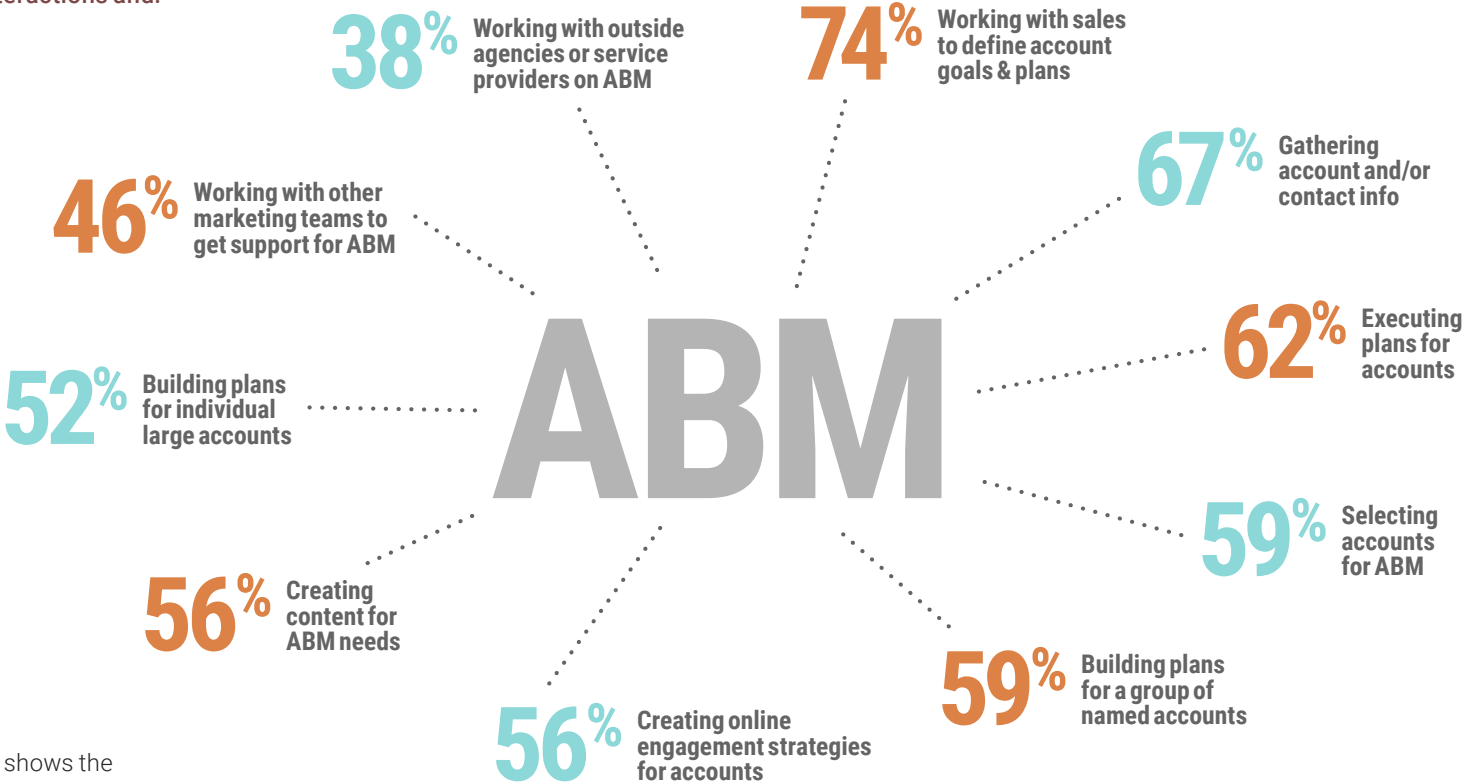 38% Working with outside
agencies or service
providers on ABM
74% Working with sales
to define account
goals & plans
67% Gathering
account and/or
contact info
46% Working with other
marketing teams to
get support for ABM
62% Executing
plans for
accounts
52% Building plans
for individual
large accounts
ABM
59% Selecting
accounts
for ABM
56% Creating
content for
ABM needs
59% Building plans
for a group of
named accounts
56% Creating online
engagement strategies
for accounts
shows the